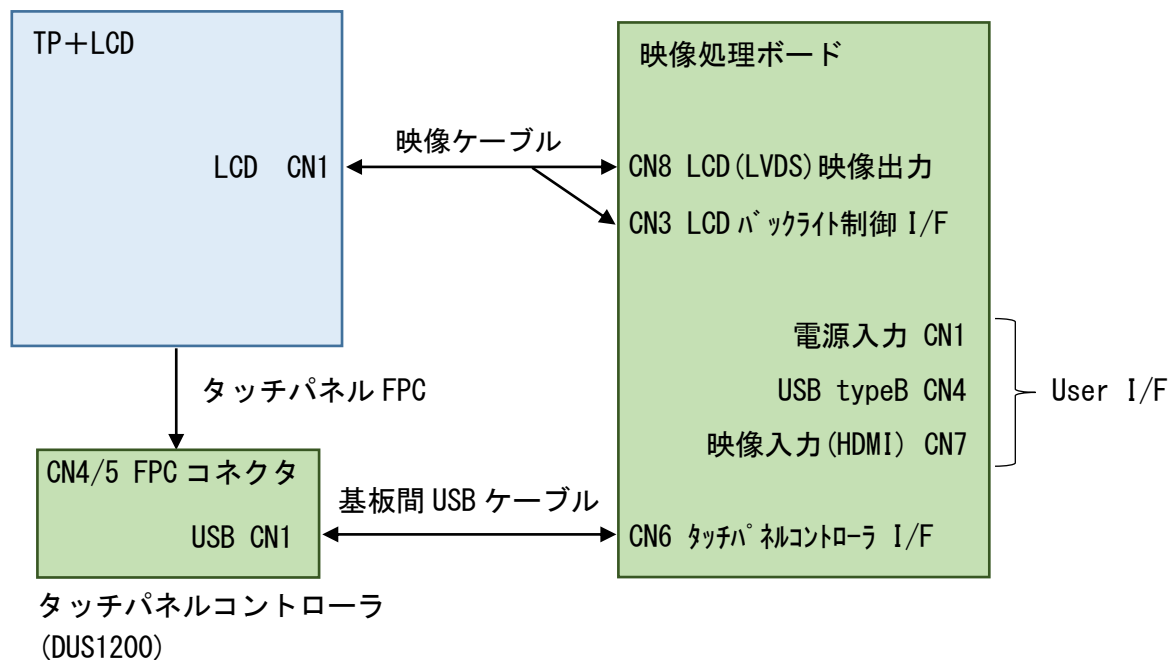 TP＋LCD
LCD CN1
映像ケーブル
映像処理ボード
CN8 LCD(LVDS)映像出力
CN3 LCD ﾊﾞｯｸﾗｲﾄ制御 I/F
電源入力 CN1
USB typeB CN4
映像入力(HDMI) CN7
User I/F
タッチパネル FPC
CN4/5 FPC コネクタ
USB CN1
基板間 USB ケーブル
CN6 ﾀｯﾁﾊﾟﾈﾙｺﾝﾄﾛｰﾗ I/F
タッチパネルコントローラ
(DUS1200)